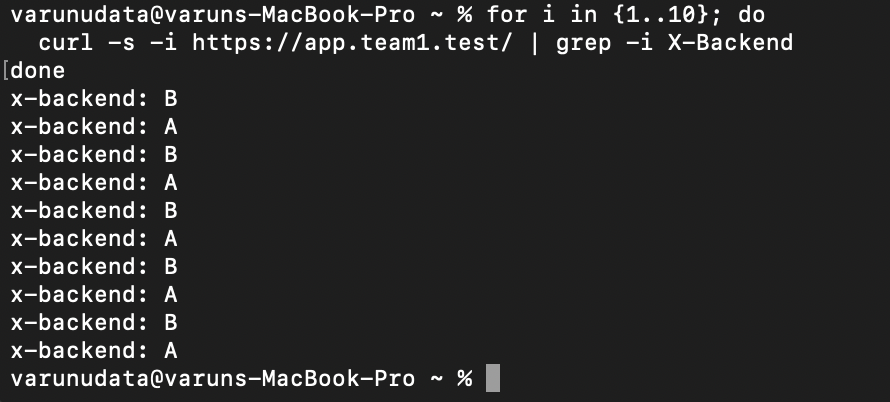 varunudata@varuns-MacBook-Pro ~ % for i in {1..10}; do
  curl -s -i https://app.team1.test/ | grep -i X-Backend
[done
x-backend: B
x-backend: A
x-backend: B
x-backend: A
x-backend: B
x-backend: A
x-backend: B
x-backend: A
x-backend: B
x-backend: A
varunudata@varuns-MacBook-Pro ~ %